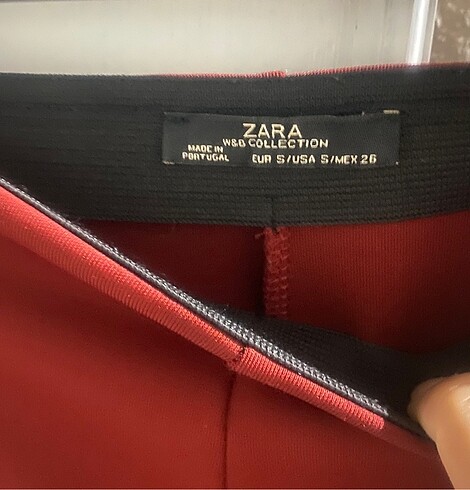 ZARA
W&B COLLECTION
MADE IN
PORTUGAL
EUR S/USA S/MEX 26